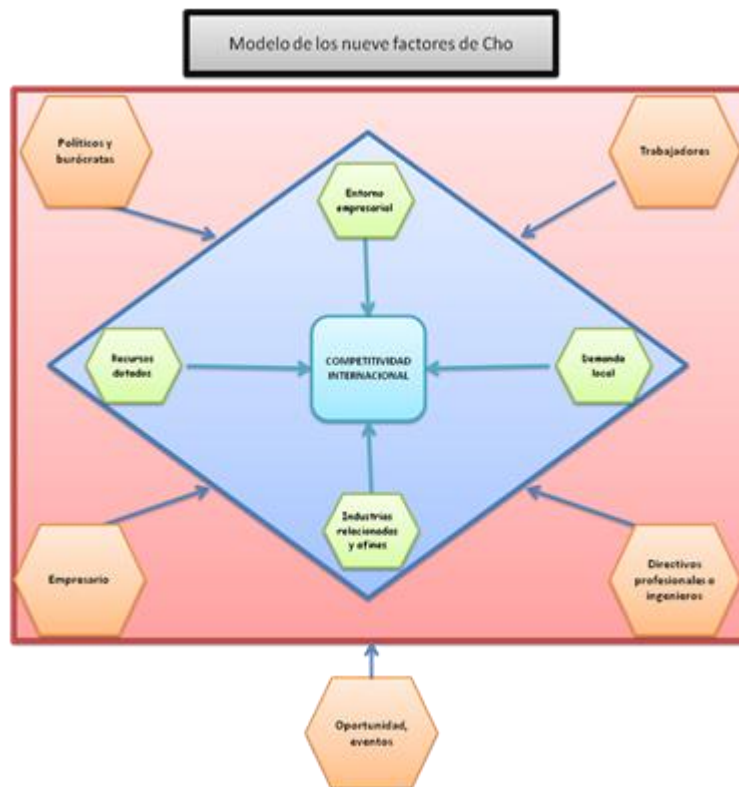 Modelo de los nueve factores de Cho
Políticos y
burócratas
Trabajadores
Entorno
empresarial
Recursos
dotados
COMPETITIVIDAD
INTERNACIONAL
Demanda
local
Industrias
relacionadas
y afines
Empresario
Directivos
profesionales e
ingenieros
Oportunidad,
eventos